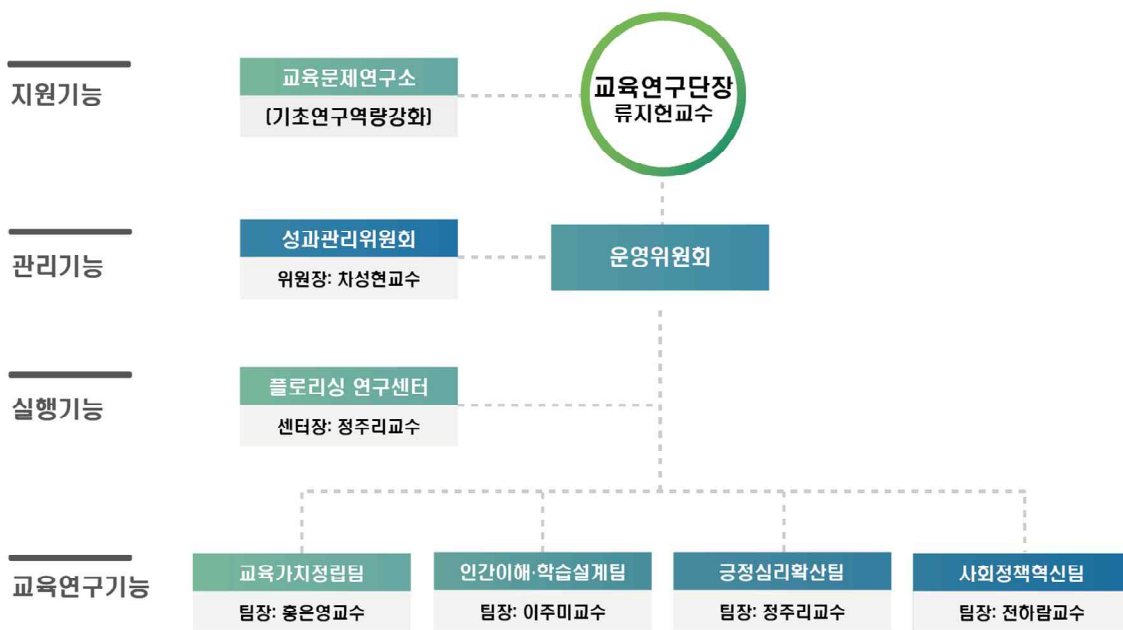 지원기능
교육문제연구소
(기초연구역량강화)
교육연구단장
류지헌교수
관리기능
성과관리위원회
위원장: 차성현교수
운영위원회
실행기능
플로리싱 연구센터
센터장: 정주리교수
교육연구기능
교육가치정립팀
팀장: 홍은영교수
인간이해·학습설계팀
팀장: 이주미교수
긍정심리확산팀
팀장: 정주리교수
사회정책혁신팀
팀장: 전하람교수